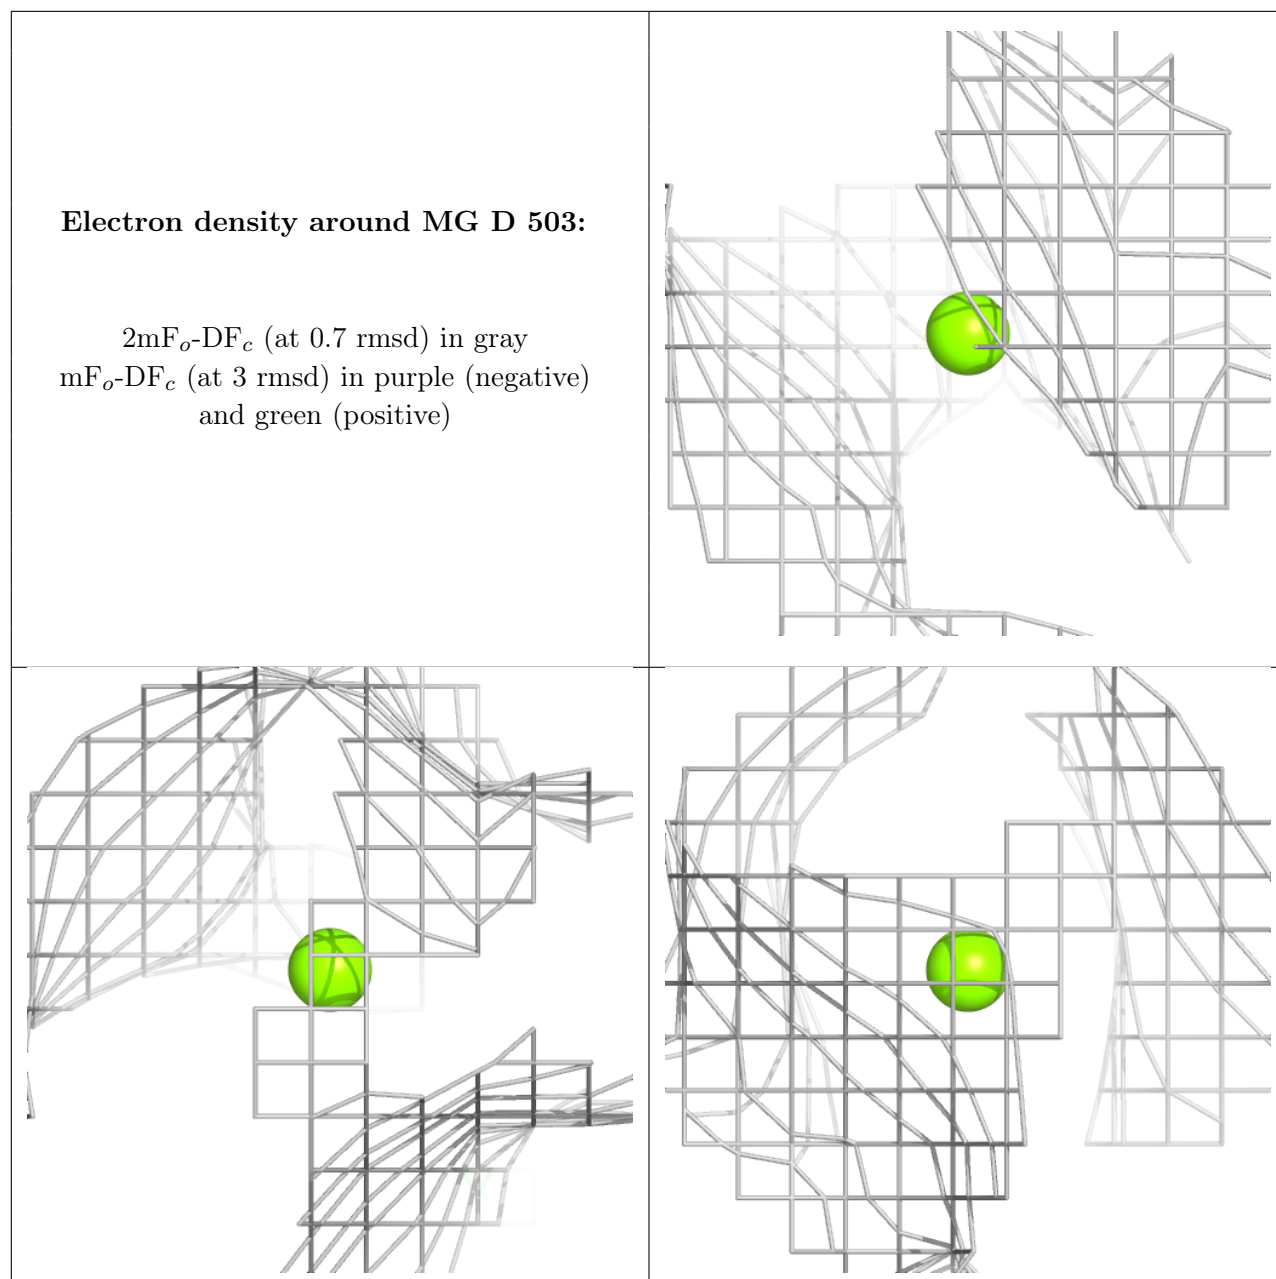 Electron density around MG D 503:
2mFo-DFc (at 0.7 rmsd) in gray
mFo-DFc (at 3 rmsd) in purple (negative)
and green (positive)